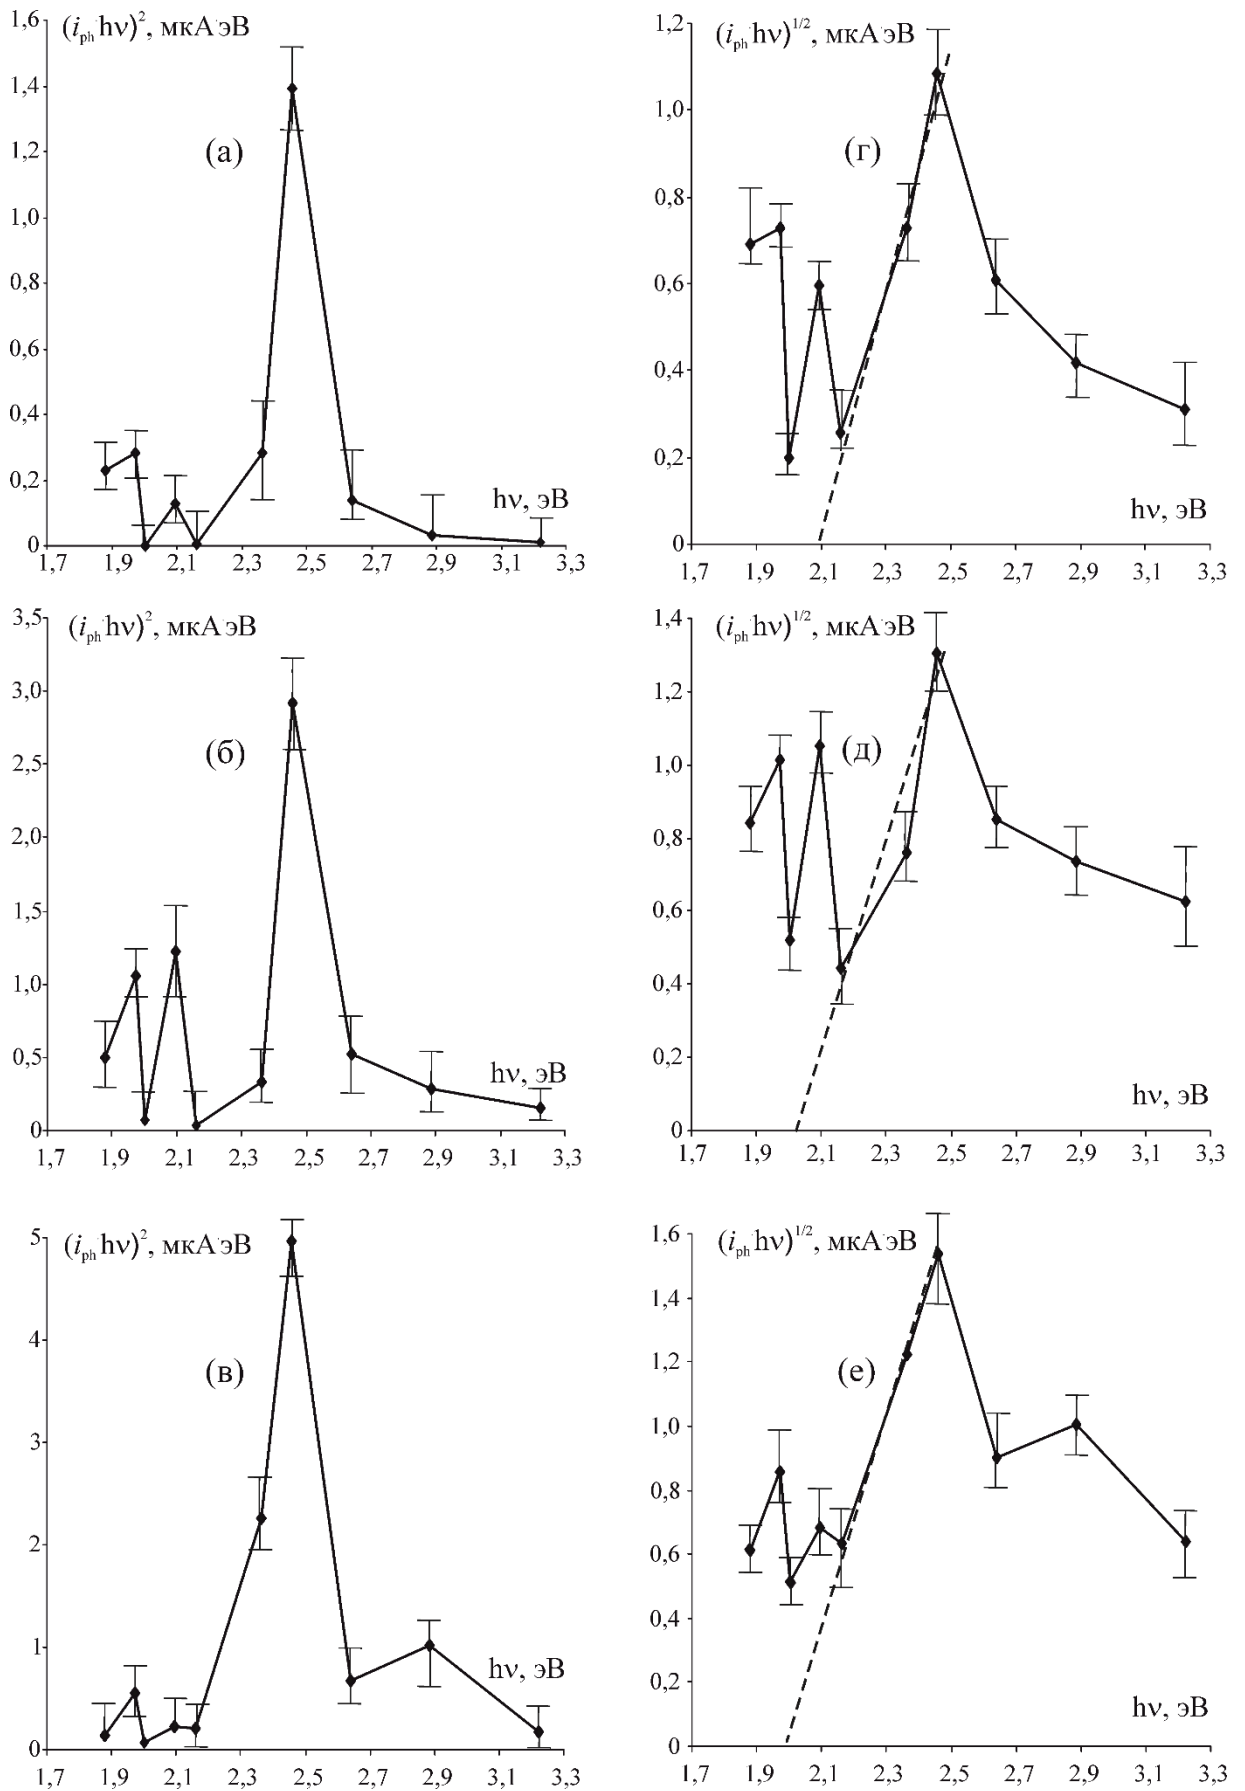 (i_ph·hν)², мкА·эВ
1,6
1,4
1,2
1,0
0,8
0,6
0,4
0,2
0
(а)
hν, эВ
1,7 1,9 2,1 2,3 2,5 2,7 2,9 3,1 3,3
(i_ph·hν)^1/2, мкА·эВ
1,2
1,0
0,8
0,6
0,4
0,2
0
(г)
hν, эВ
1,7 1,9 2,1 2,3 2,5 2,7 2,9 3,1 3,3
(i_ph·hν)², мкА·эВ
3,5
3,0
2,5
2,0
1,5
1,0
0,5
0
(б)
hν, эВ
1,7 1,9 2,1 2,3 2,5 2,7 2,9 3,1 3,3
(i_ph·hν)^1/2, мкА·эВ
1,4
1,2
1,0
0,8
0,6
0,4
0,2
0
(д)
hν, эВ
1,7 1,9 2,1 2,3 2,5 2,7 2,9 3,1 3,3
(i_ph·hν)², мкА·эВ
5
4
3
2
1
0
(в)
hν, эВ
1,7 1,9 2,1 2,3 2,5 2,7 2,9 3,1 3,3
(i_ph·hν)^1/2, мкА·эВ
1,6
1,4
1,2
1,0
0,8
0,6
0,4
0,2
0
(е)
hν, эВ
1,7 1,9 2,1 2,3 2,5 2,7 2,9 3,1 3,3